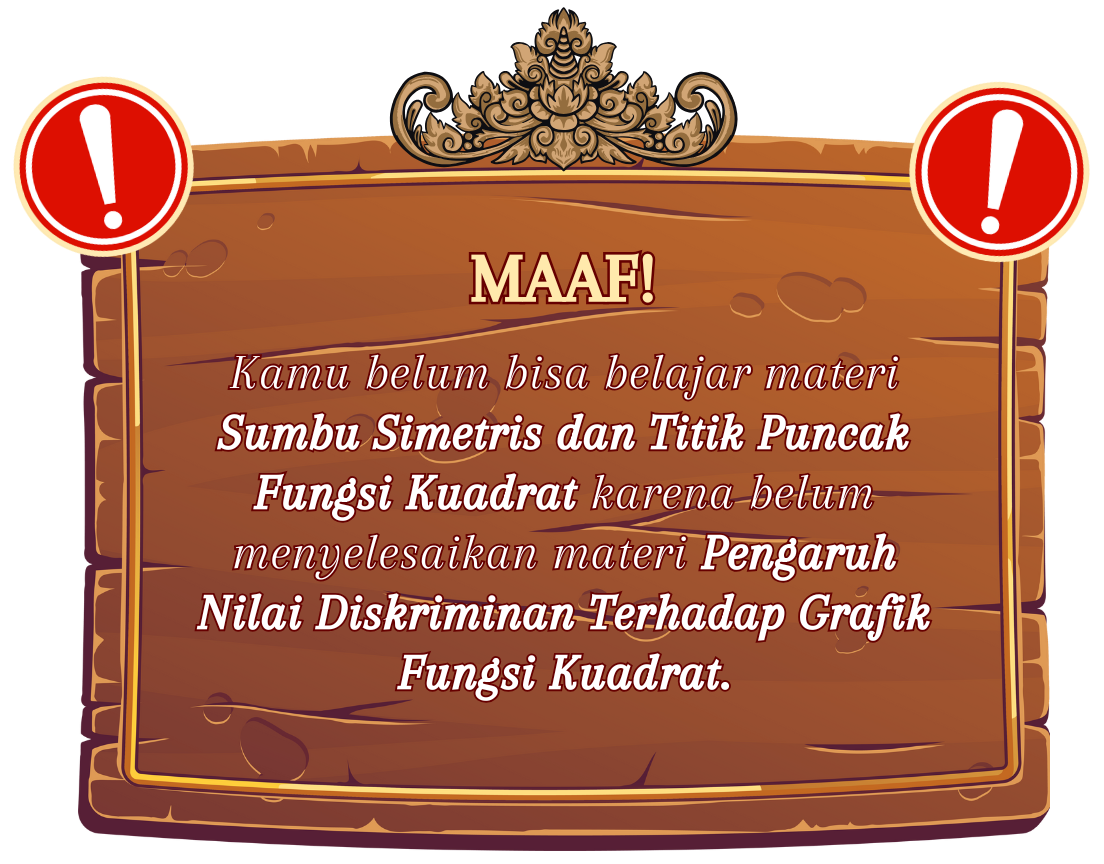 MAAF!
Kamu belum bisa belajar materi
Sumbu Simetris dan Titik Puncak
Fungsi Kuadrat karena belum
menyelesaikan materi Pengaruh
Nilai Diskriminan Terhadap Grafik
Fungsi Kuadrat.